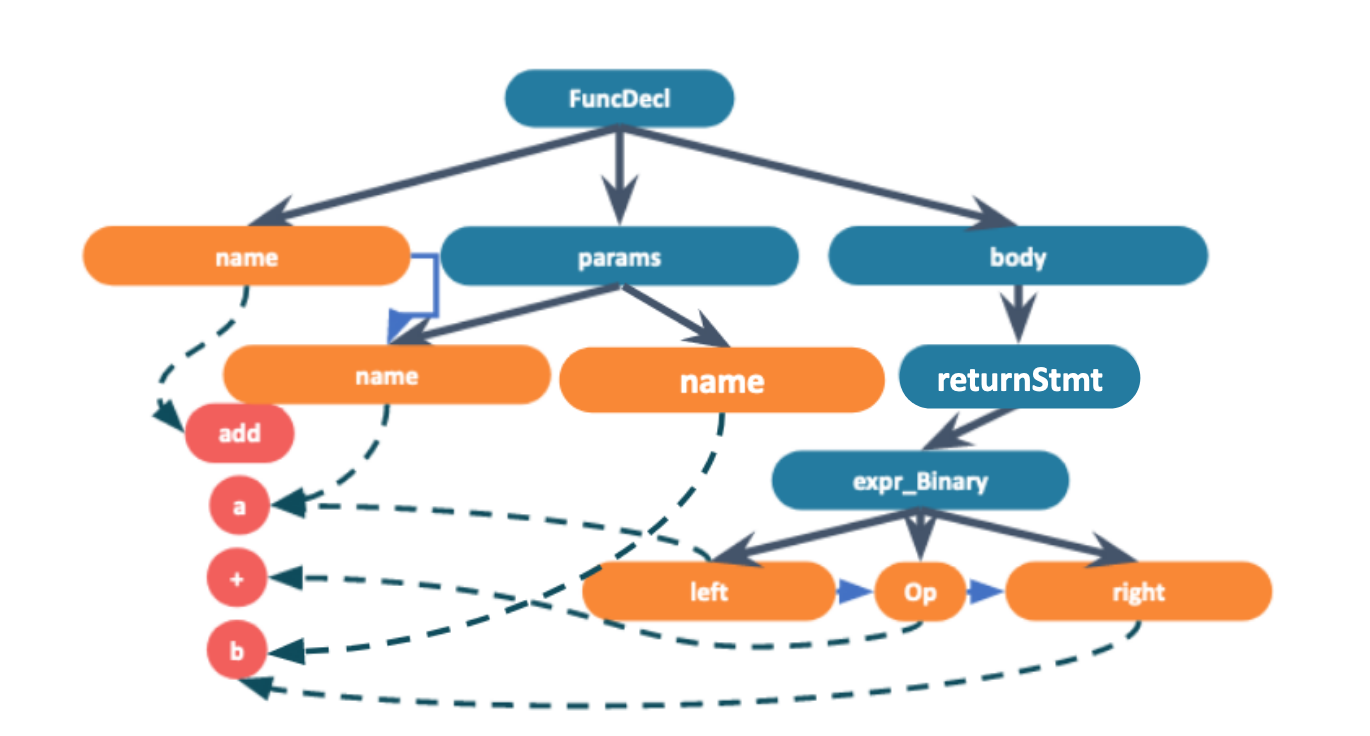 FuncDecl
name
params
body
name
name
returnStmt
add
expr_Binary
a
+
left
Op
right
b